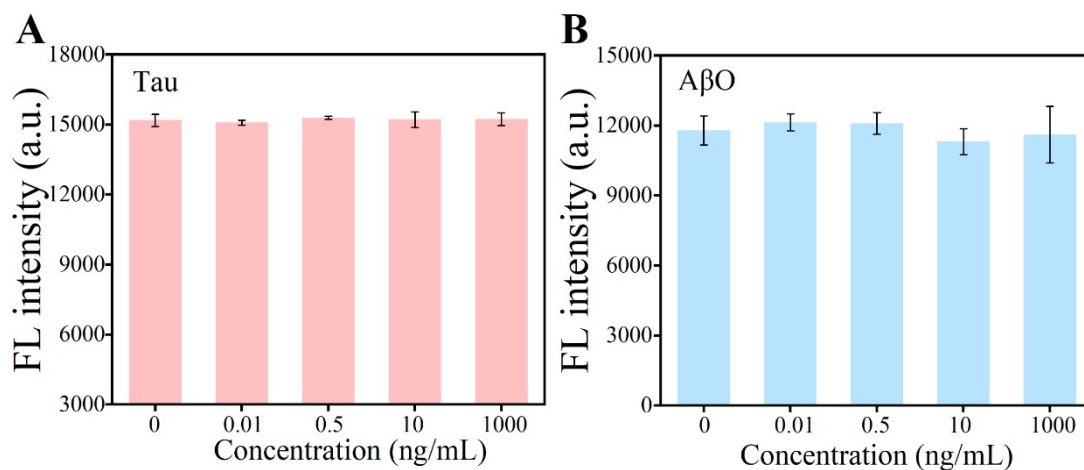 A
Tau
FL intensity (a.u.)
18000
15000
12000
9000
6000
3000
0 0.01 0.5 10 1000
Concentration (ng/mL)
B
AβO
FL intensity (a.u.)
15000
12000
9000
6000
3000
0
0 0.01 0.5 10 1000
Concentration (ng/mL)